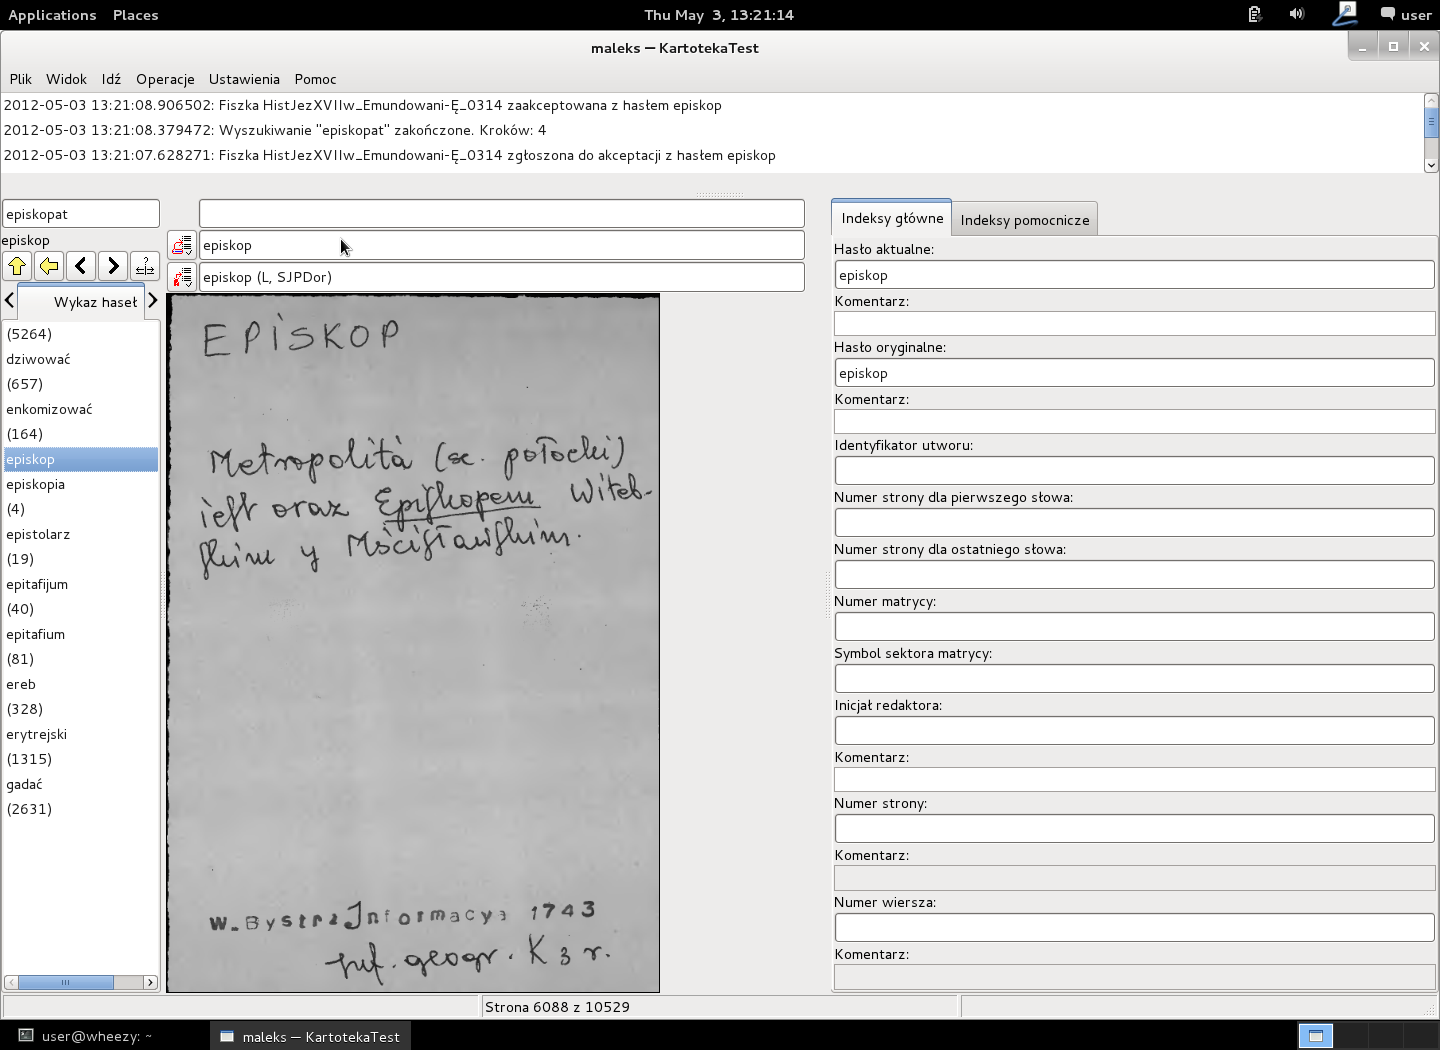 Applications Places Thu May 3, 13:21:14 user
maleks — KartotekaTest
Plik Widok Idź Operacje Ustawienia Pomoc
2012-05-03 13:21:08.906502: Fiszka HistJezXVIIw_Emundowani-Ę_0314 zaakceptowana z hasłem episkop
2012-05-03 13:21:08.379472: Wyszukiwanie "episkopat" zakończone. Kroków: 4
2012-05-03 13:21:07.628271: Fiszka HistJezXVIIw_Emundowani-Ę_0314 zgłoszona do akceptacji z hasłem episkop
episkopat
episkop
Wykaz haseł
(5264)
dziwować
(657)
enkomizować
(164)
episkop
episkopia
(4)
epistolarz
(19)
epitafijum
(40)
epitafium
(81)
ereb
(328)
erytrejski
(1315)
gadać
(2631)
episkop
episkop (L, SJPDor)
EPISKOP
Metropolità (sc. połocki)
ieſt oraz Epiſkopem Witeb-
ſkim y Mściſławſkim.
W. Bystrz Informacya 1743
geogr. K 3 r.
Indeksy główne Indeksy pomocnicze
Hasło aktualne:
episkop
Komentarz:
Hasło oryginalne:
episkop
Komentarz:
Identyfikator utworu:
Numer strony dla pierwszego słowa:
Numer strony dla ostatniego słowa:
Numer matrycy:
Symbol sektora matrycy:
Inicjał redaktora:
Komentarz:
Numer strony:
Komentarz:
Numer wiersza:
Komentarz:
Strona 6088 z 10529
user@wheezy: ~ maleks — KartotekaTest